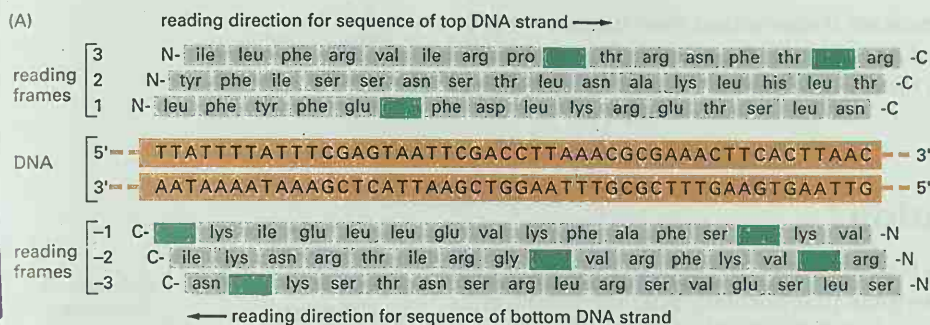 (A)
reading direction for sequence of top DNA strand →
reading frames
3 N- ile leu phe arg val ile arg pro thr arg asn phe thr arg -C
2 N- tyr phe ile ser ser asn ser thr leu asn ala lys leu his leu thr -C
1 N- leu phe tyr phe glu phe asp leu lys arg glu thr ser leu asn -C
DNA
5' TTATTTTATTTCGAGTAATTCGACCTTAAACGCGAAACTTCACTTAAC 3'
3' AATAAAATAAAGCTCATTAAGCTGGAATTTGCGCTTTGAAGTGAATTG 5'
reading frames
−1 C- lys ile glu leu leu glu val lys phe ala phe ser lys val -N
−2 C- ile lys asn arg thr ile arg gly val arg phe lys val arg -N
−3 C- asn lys ser thr asn ser arg leu arg ser val glu ser leu ser -N
← reading direction for sequence of bottom DNA strand